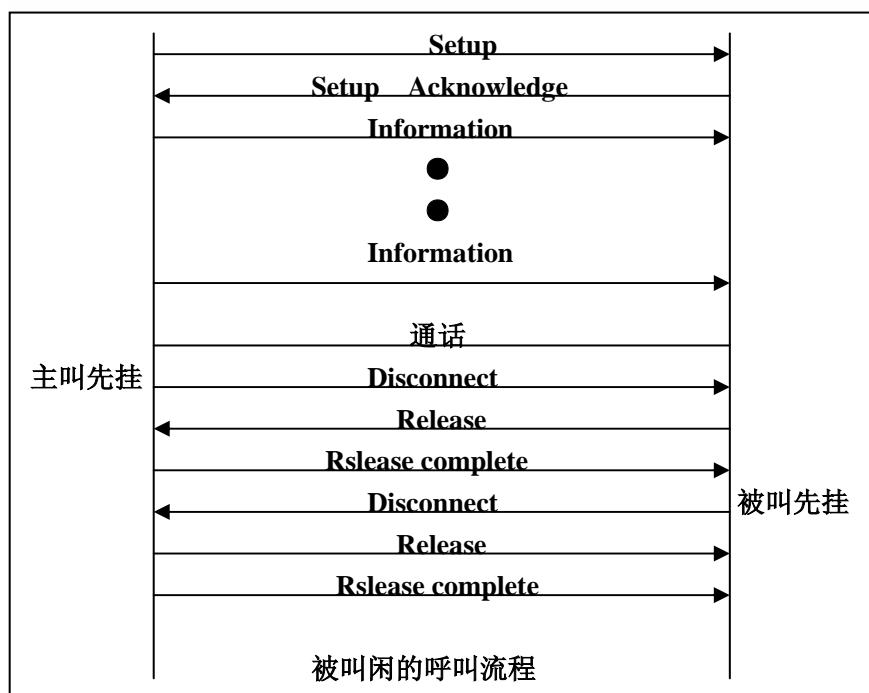 Setup
Setup Acknowledge
Information
Information
通话
主叫先挂
Disconnect
Release
Rslease complete
Disconnect
被叫先挂
Release
Rslease complete
被叫闲的呼叫流程